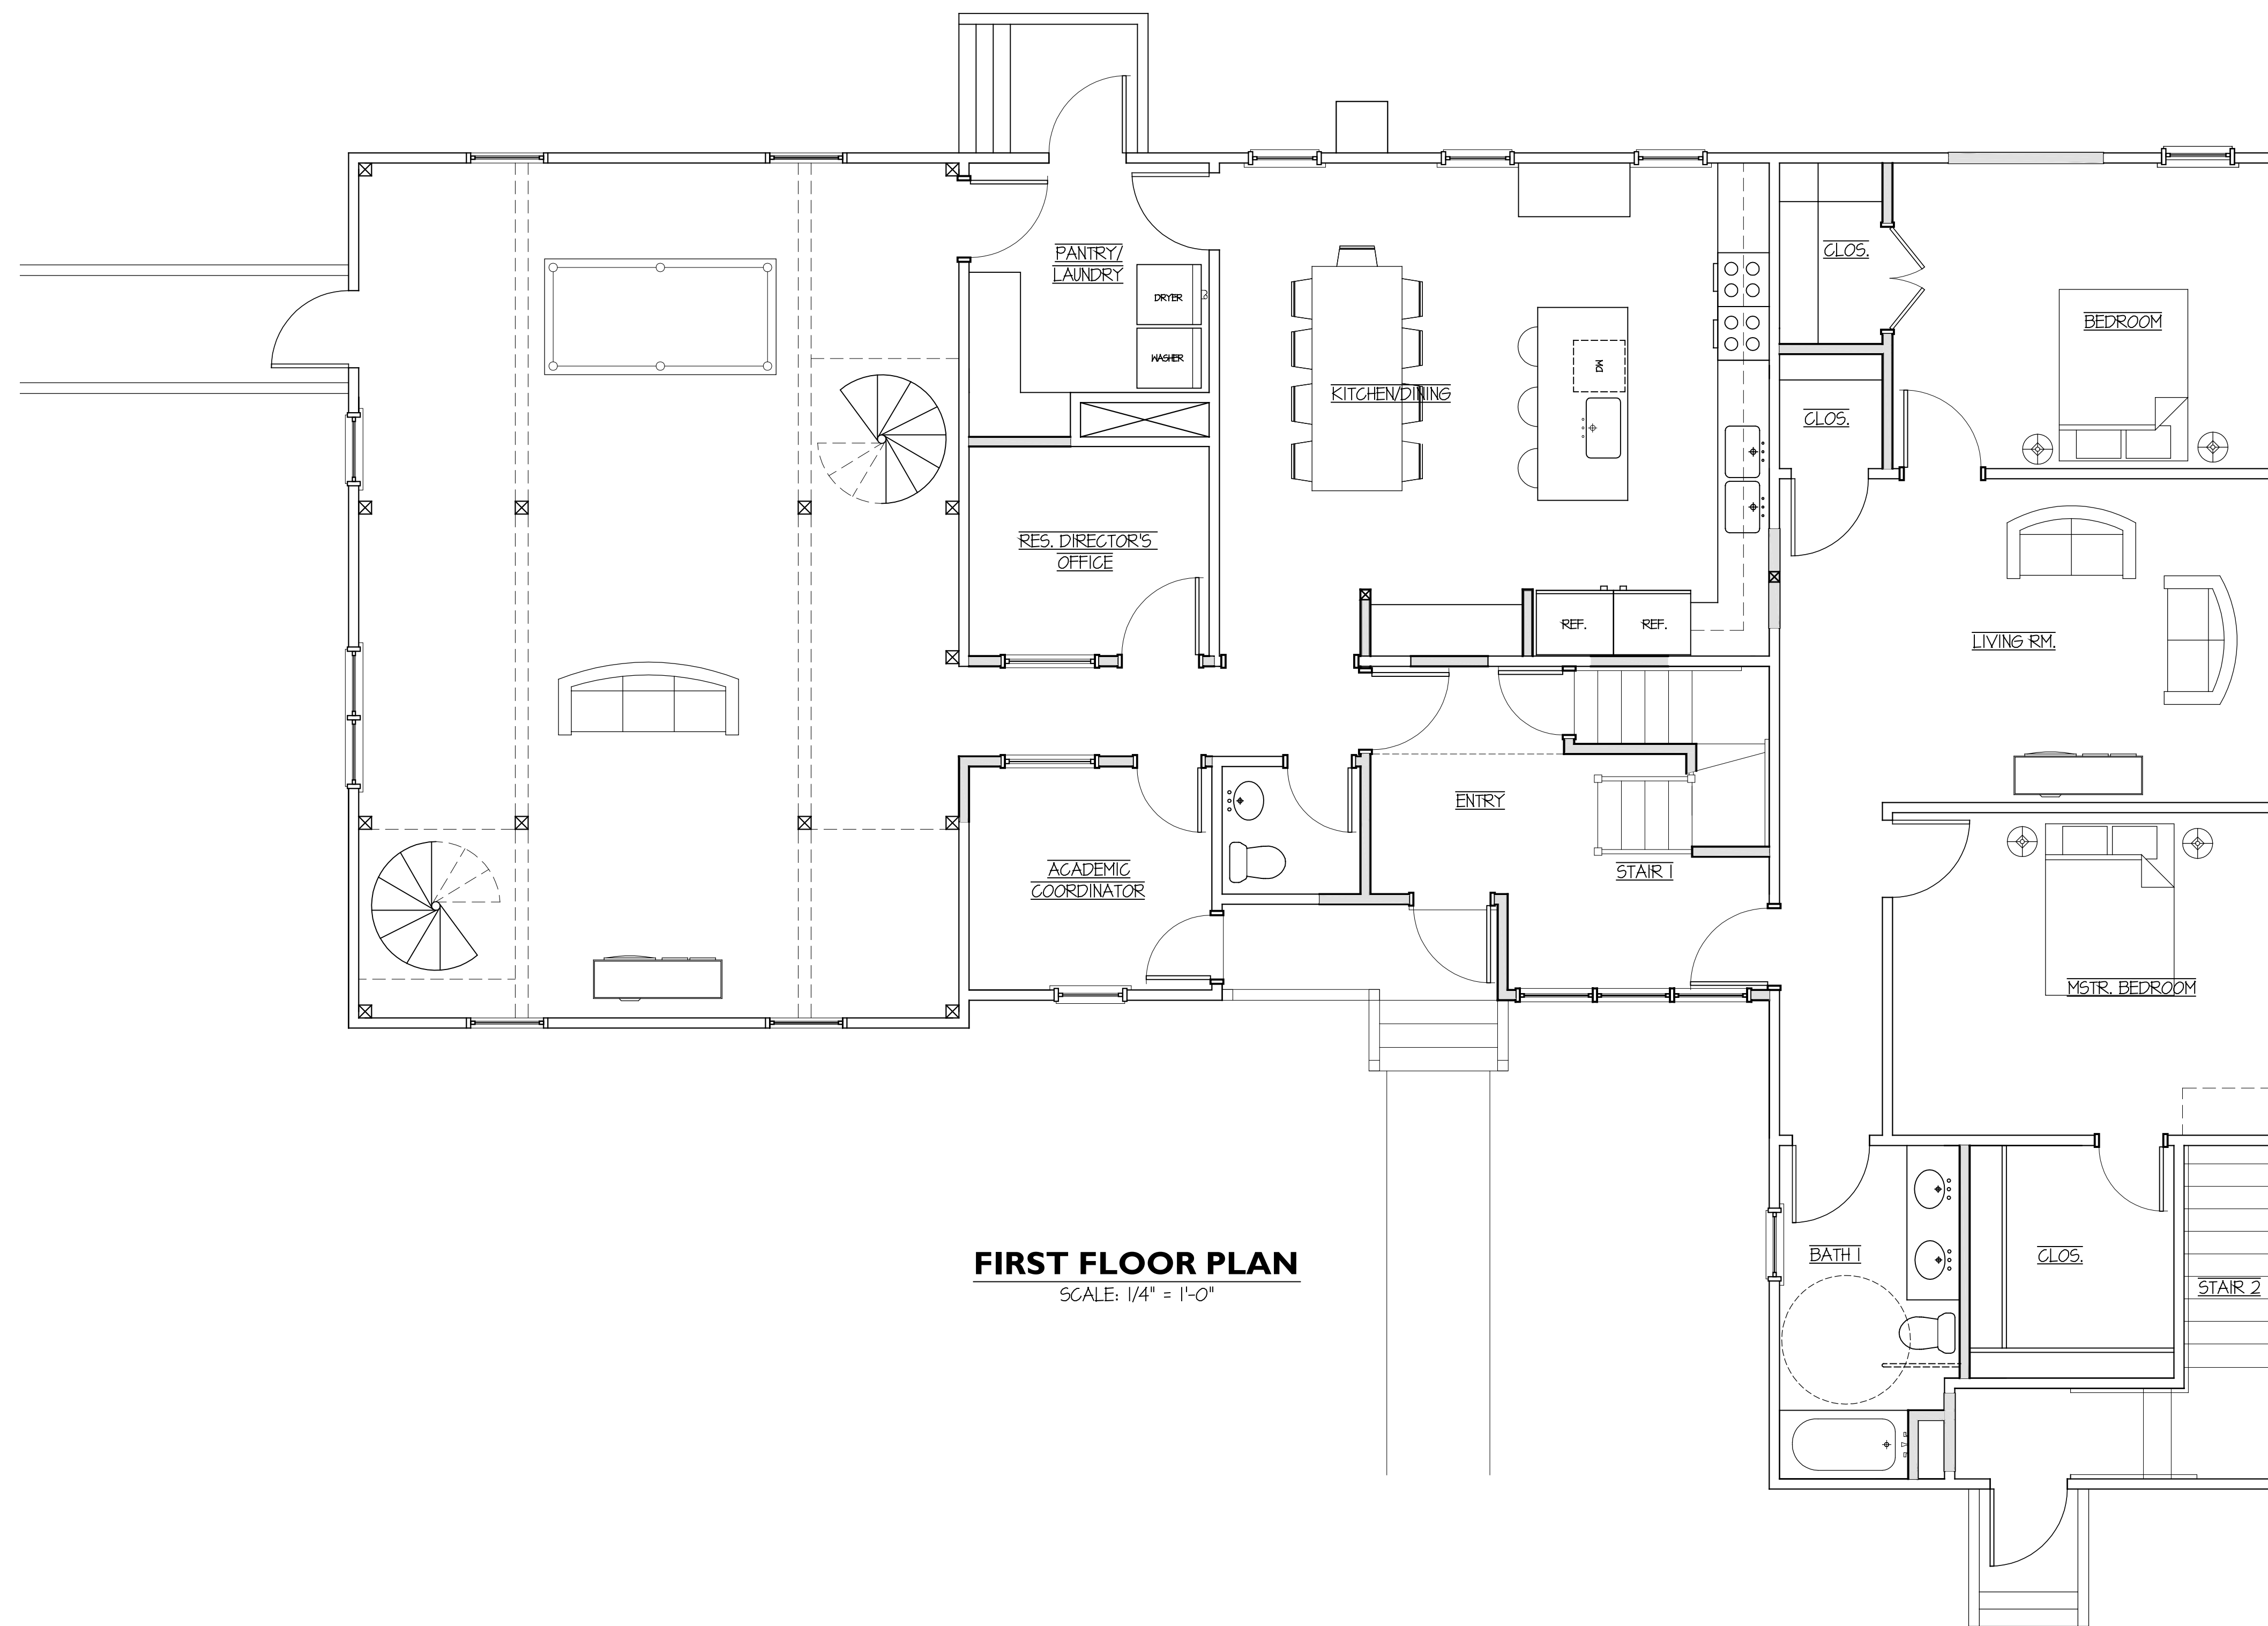 PANTRY/
LAUNDRY
DRYER
WASHER
KITCHEN/DINING
DW
CLOS.
BEDROOM
CLOS.
RES. DIRECTOR'S
OFFICE
REF.
REF.
LIVING RM.
ENTRY
STAIR 1
ACADEMIC
COORDINATOR
MSTR. BEDROOM
BATH 1
CLOS.
STAIR 2
FIRST FLOOR PLAN
SCALE: 1/4" = 1'-0"